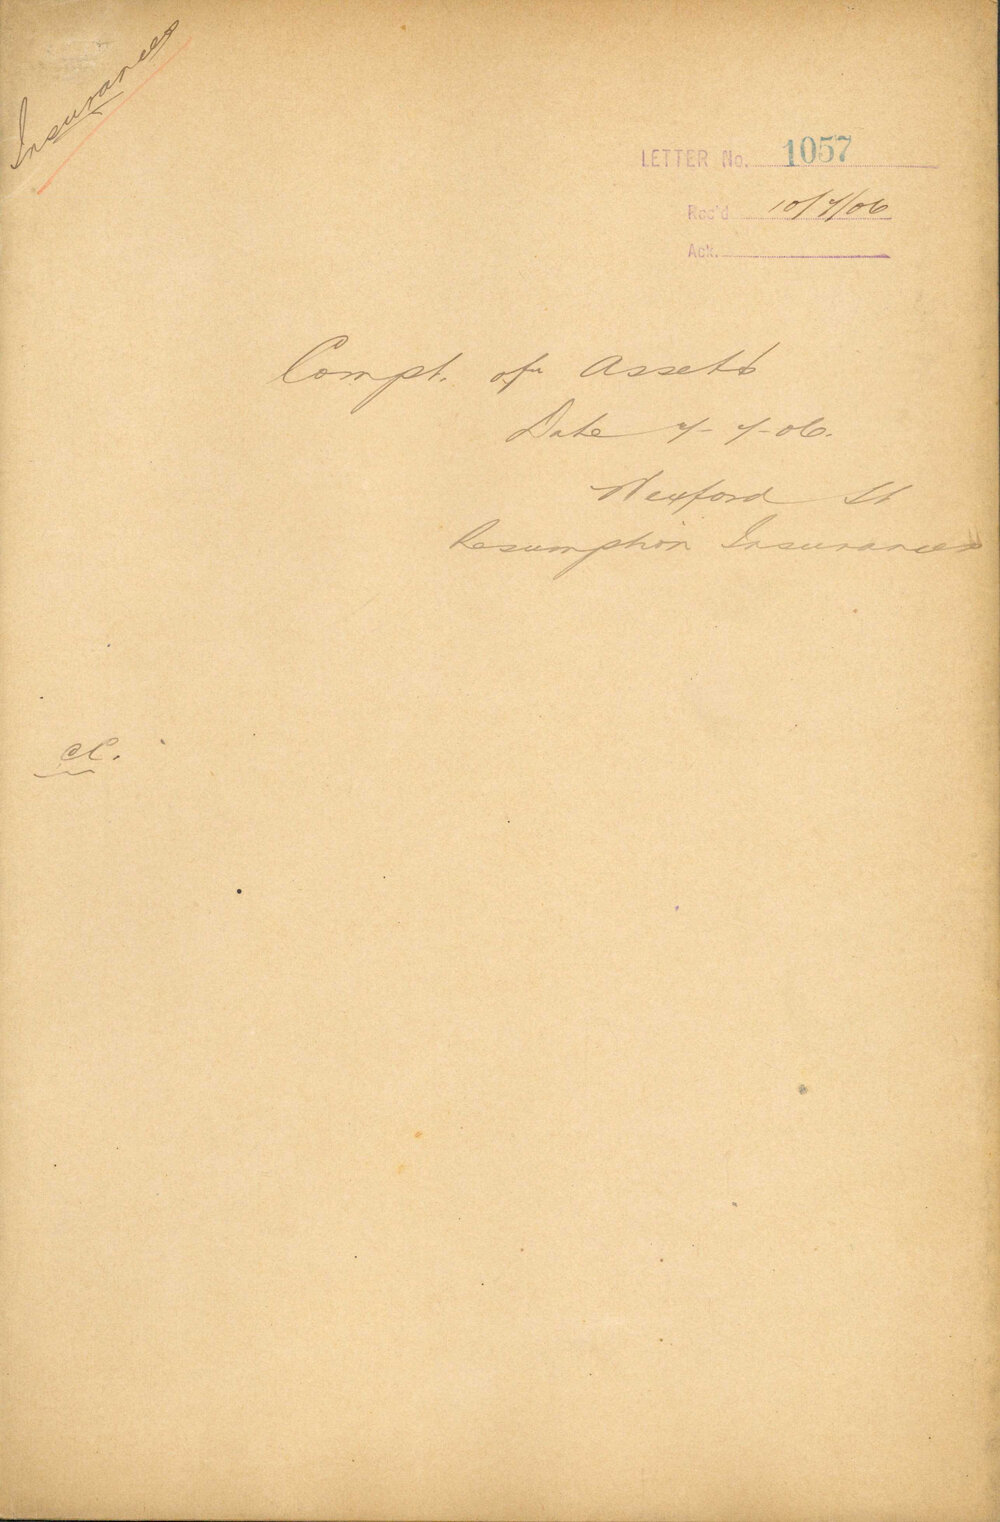 Insurances
LETTER No. 1057
Rec'd 10/7/06
Ack.
Compt. of Assets
Date 7-7-06.
Wexford St
Resumption Insurances